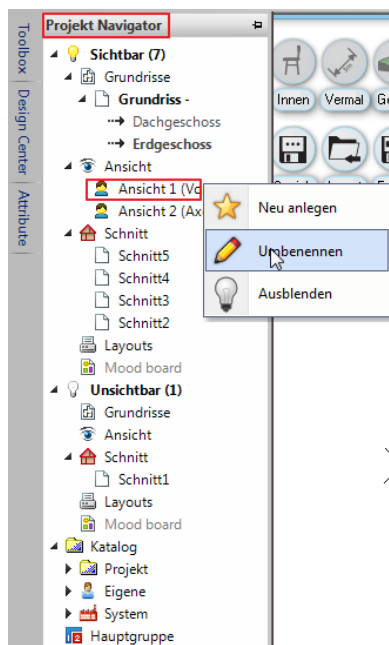 Toolbox
Design Center
Attribute
Projekt Navigator
Sichtbar (7)
Grundrisse
Grundriss -
Dachgeschoss
Erdgeschoss
Ansicht
Ansicht 1 (Vo
Ansicht 2 (Axo
Schnitt
Schnitt5
Schnitt4
Schnitt3
Schnitt2
Layouts
Mood board
Unsichtbar (1)
Grundrisse
Ansicht
Schnitt
Schnitt1
Layouts
Mood board
Katalog
Projekt
Eigene
System
Hauptgruppe
Innen
Vermal
Ge
Neu anlegen
Umbenennen
Ausblenden